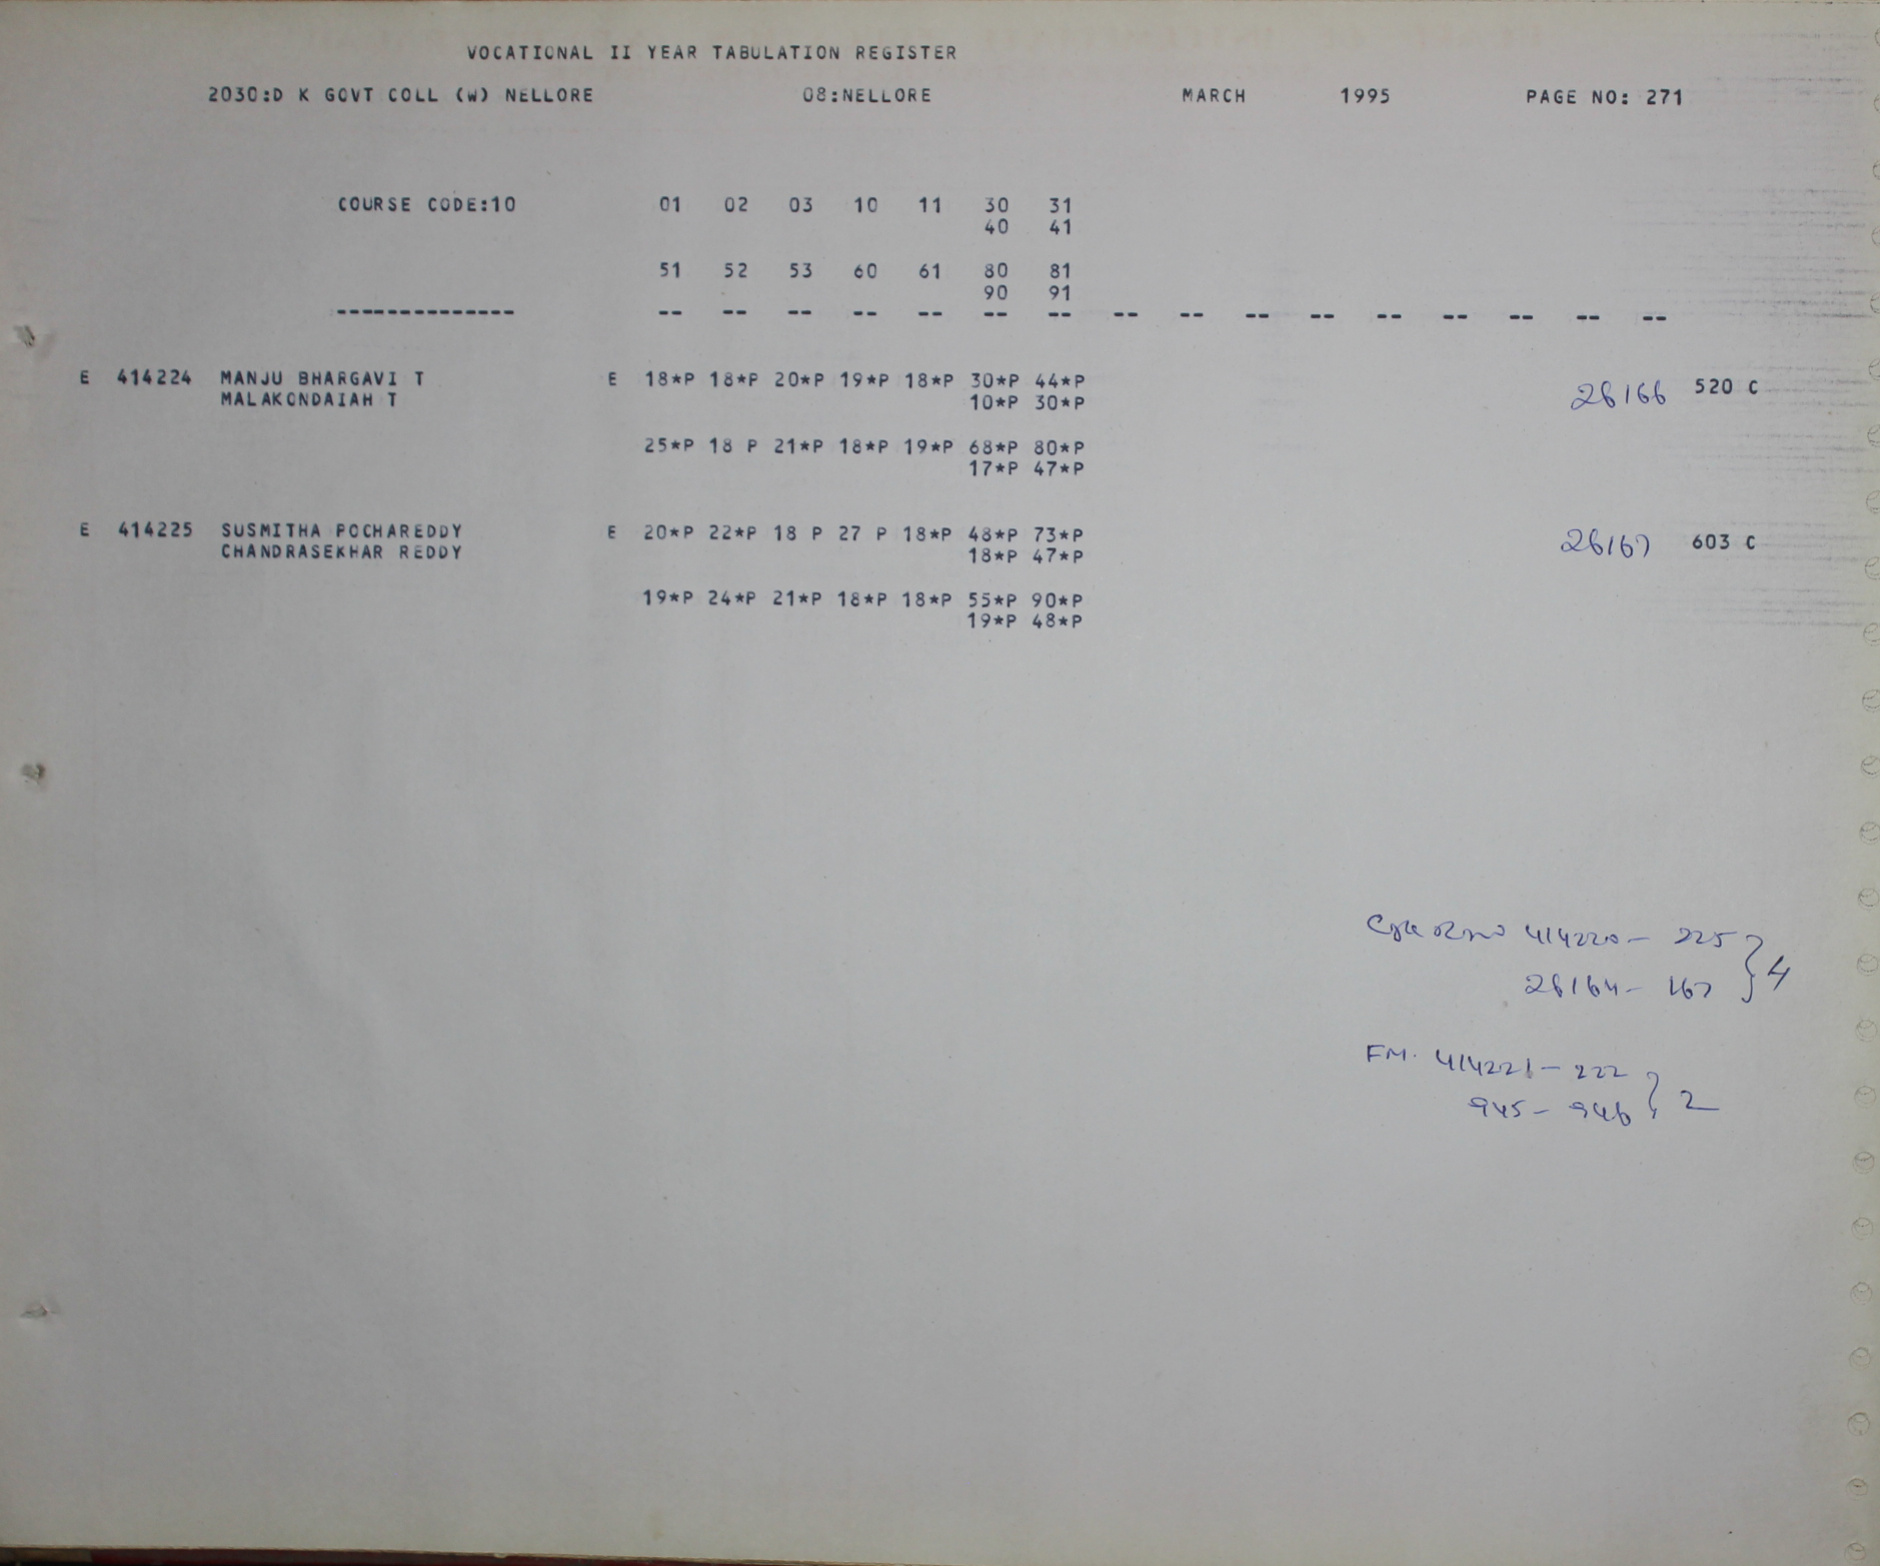 VOCATIONAL II YEAR TABULATION REGISTER
2030:D K GOVT COLL (W) NELLORE 08:NELLORE MARCH 1995 PAGE NO: 271
COURSE CODE:10 01 02 03 10 11 30 31
40 41
51 52 53 60 61 80 81
90 91
-------------- -- -- -- -- -- -- -- -- -- -- -- -- -- -- -- --
E 414224 MANJU BHARGAVI T E 18*P 18*P 20*P 19*P 18*P 30*P 44*P 26166 520 C
MALAKONDAIAH T 10*P 30*P
25*P 18 P 21*P 18*P 19*P 68*P 80*P
17*P 47*P
E 414225 SUSMITHA POCHAREDDY E 20*P 22*P 18 P 27 P 18*P 48*P 73*P 26167 603 C
CHANDRASEKHAR REDDY 18*P 47*P
19*P 24*P 21*P 18*P 18*P 55*P 90*P
19*P 48*P
414220 - 225
26164 - 167 } 4
FM. 414221 - 222
945 - 946 } 2